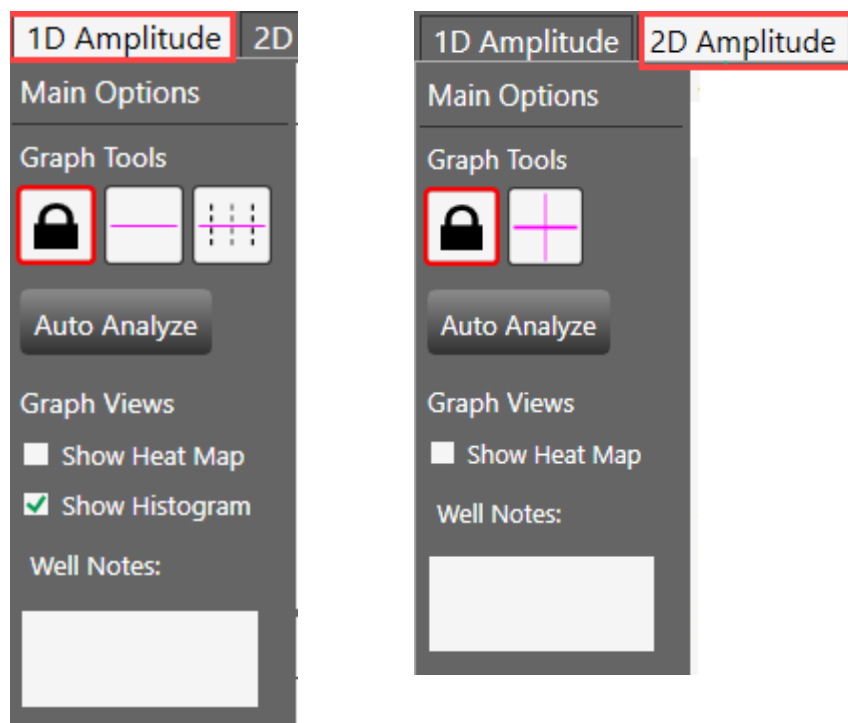 1D Amplitude 2D
Main Options
Graph Tools
Auto Analyze
Graph Views
Show Heat Map
Show Histogram
Well Notes:
1D Amplitude 2D Amplitude
Main Options
Graph Tools
Auto Analyze
Graph Views
Show Heat Map
Well Notes: